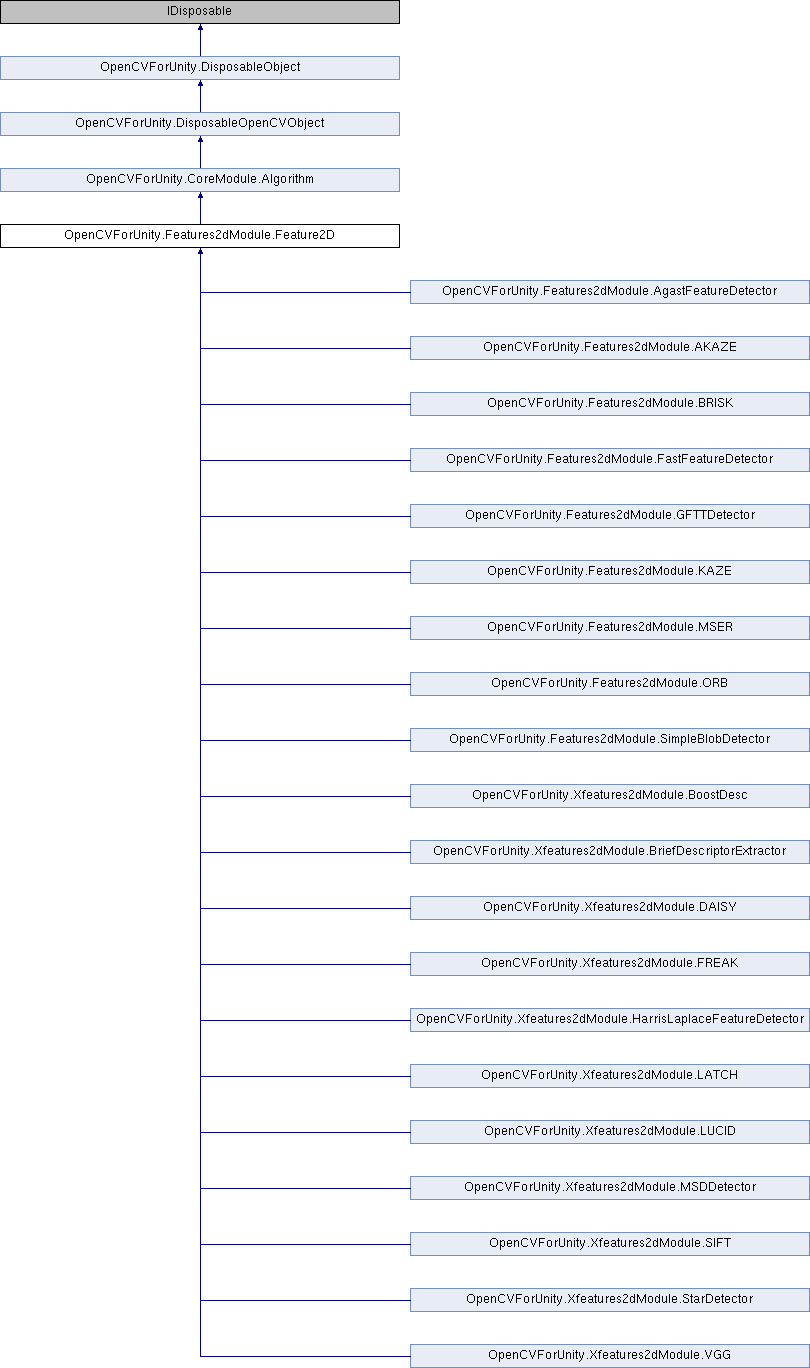 IDisposable
OpenCVForUnity.DisposableObject
OpenCVForUnity.DisposableOpenCVObject
OpenCVForUnity.CoreModule.Algorithm
OpenCVForUnity.Features2dModule.Feature2D
OpenCVForUnity.Features2dModule.AgastFeatureDetector
OpenCVForUnity.Features2dModule.AKAZE
OpenCVForUnity.Features2dModule.BRISK
OpenCVForUnity.Features2dModule.FastFeatureDetector
OpenCVForUnity.Features2dModule.GFTTDetector
OpenCVForUnity.Features2dModule.KAZE
OpenCVForUnity.Features2dModule.MSER
OpenCVForUnity.Features2dModule.ORB
OpenCVForUnity.Features2dModule.SimpleBlobDetector
OpenCVForUnity.Xfeatures2dModule.BoostDesc
OpenCVForUnity.Xfeatures2dModule.BriefDescriptorExtractor
OpenCVForUnity.Xfeatures2dModule.DAISY
OpenCVForUnity.Xfeatures2dModule.FREAK
OpenCVForUnity.Xfeatures2dModule.HarrisLaplaceFeatureDetector
OpenCVForUnity.Xfeatures2dModule.LATCH
OpenCVForUnity.Xfeatures2dModule.LUCID
OpenCVForUnity.Xfeatures2dModule.MSDDetector
OpenCVForUnity.Xfeatures2dModule.SIFT
OpenCVForUnity.Xfeatures2dModule.StarDetector
OpenCVForUnity.Xfeatures2dModule.VGG